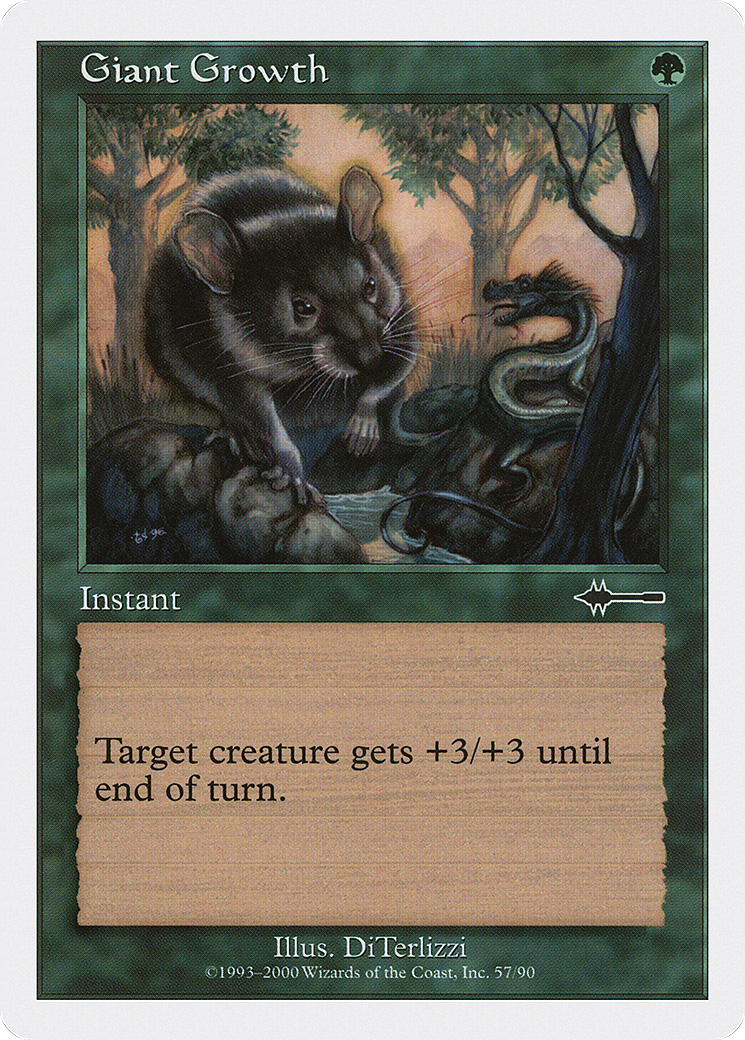 Giant Growth
Instant
Target creature gets +3/+3 until
end of turn.
Illus. DiTerlizzi
©1993–2000 Wizards of the Coast, Inc. 57/90